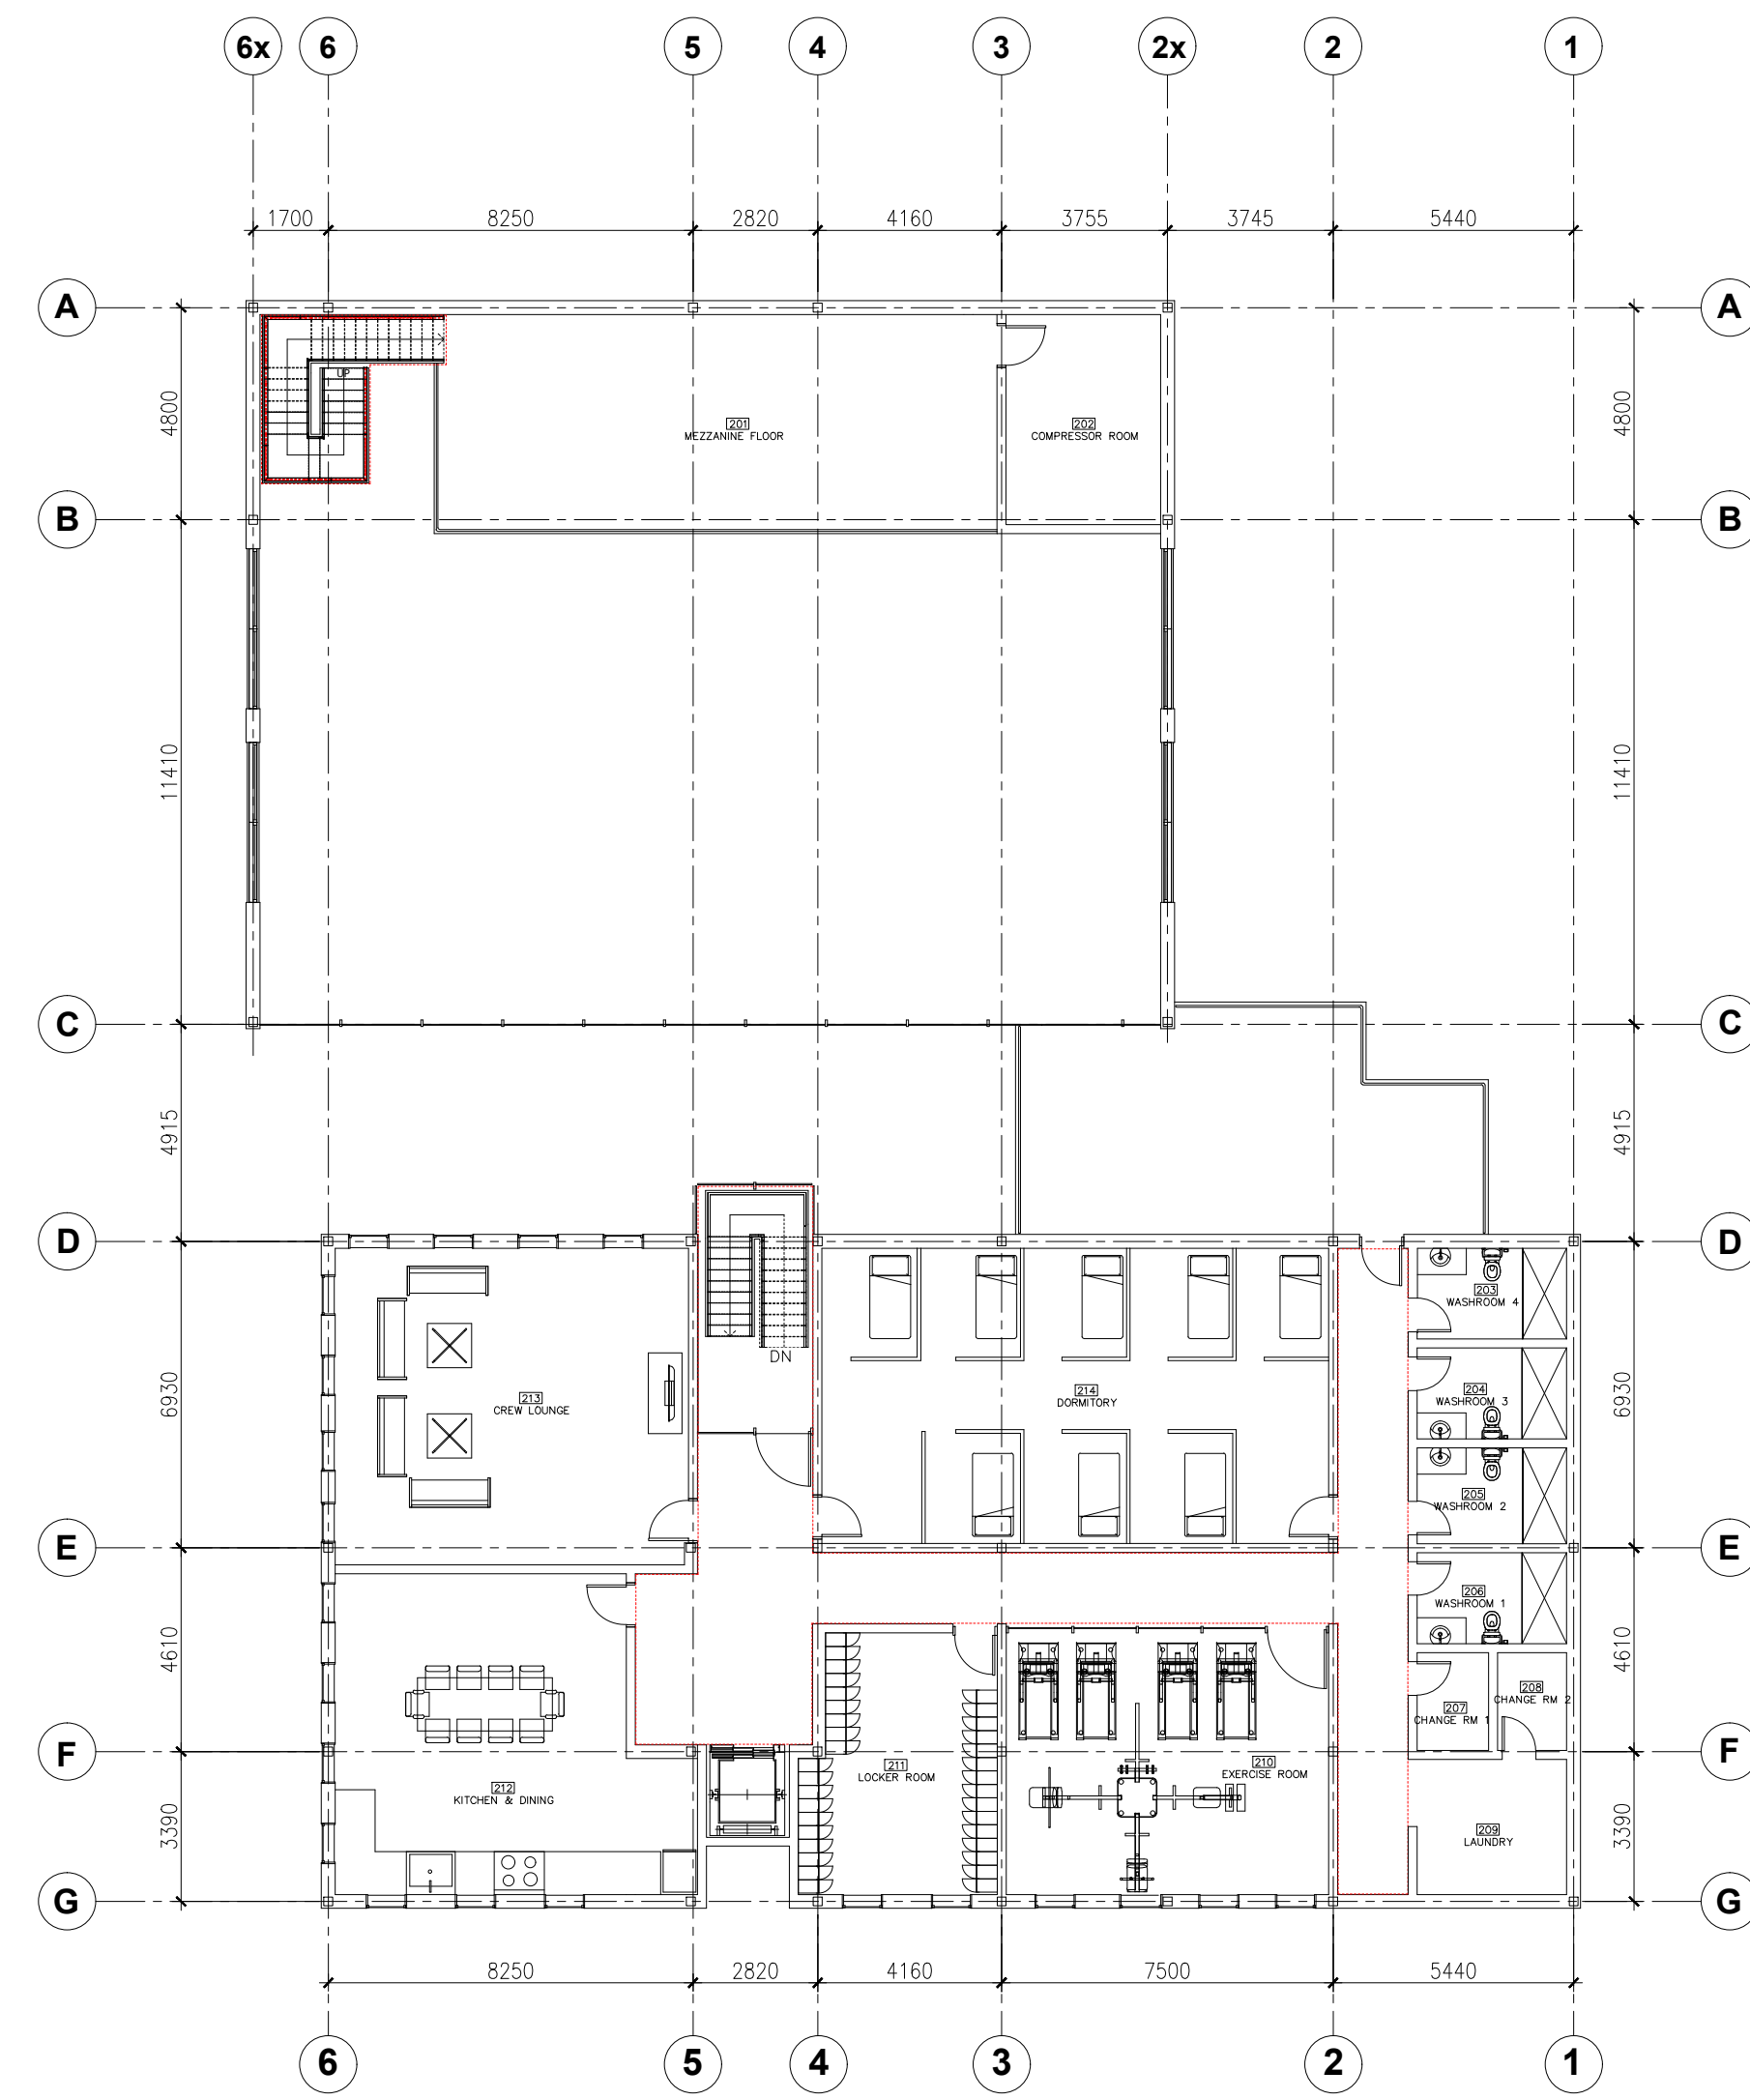 6x 6 5 4 3 2x 2 1
1700 8250 2820 4160 3755 3745 5440
A A
UP
4800 4800
201
MEZZANINE FLOOR
202
COMPRESSOR ROOM
B B
11410 11410
C C
4915 4915
D D
203
WASHROOM 4
DN
6930 6930
213
CREW LOUNGE
214
DORMITORY
204
WASHROOM 3
205
WASHROOM 2
E E
206
WASHROOM 1
4610 4610
208
CHANGE RM 2
207
CHANGE RM 1
F F
211
LOCKER ROOM
210
EXERCISE ROOM
212
KITCHEN & DINING
3390 3390
209
LAUNDRY
G G
8250 2820 4160 7500 5440
6 5 4 3 2 1